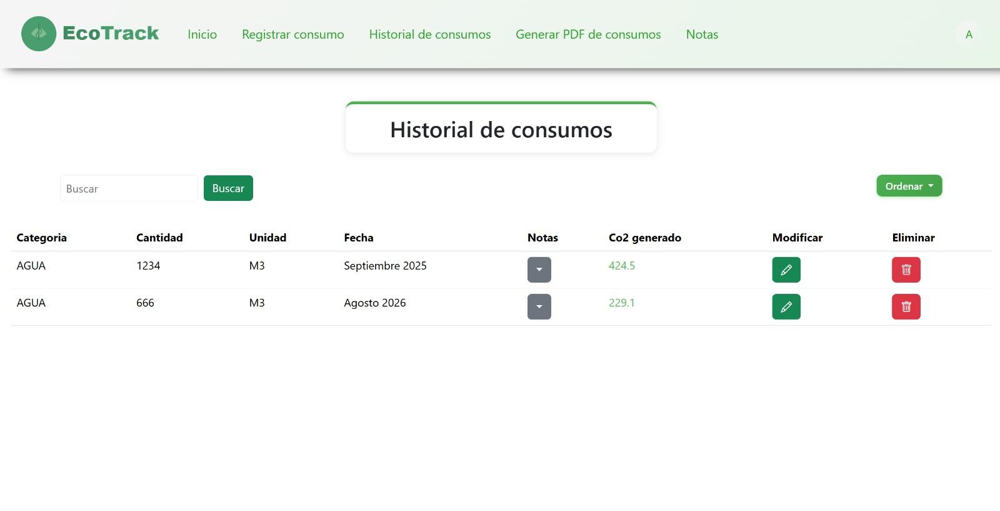 EcoTrack Inicio Registrar consumo Historial de consumos Generar PDF de consumos Notas A
Historial de consumos
Buscar Buscar Ordenar
Categoria Cantidad Unidad Fecha Notas Co2 generado Modificar Eliminar
AGUA 1234 M3 Septiembre 2025 424.5
AGUA 666 M3 Agosto 2026 229.1